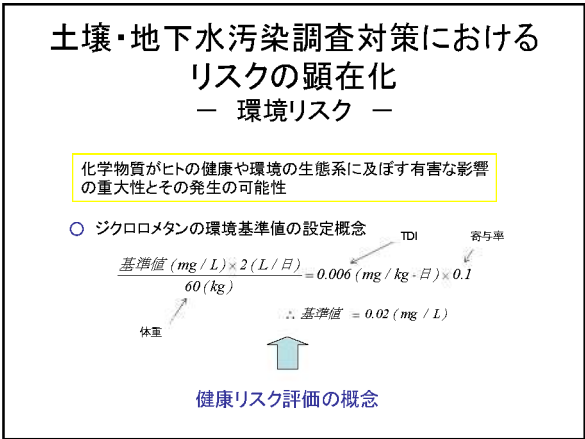 土壌・地下水汚染調査対策における
リスクの顕在化
－ 環境リスク －
化学物質がヒトの健康や環境の生態系に及ぼす有害な影響
の重大性とその発生の可能性
○ ジクロロメタンの環境基準値の設定概念
TDI
寄与率
基準値 (mg / L) × 2 (L / 日)
60 (kg)
= 0.006 (mg / kg・日) × 0.1
∴ 基準値 = 0.02 (mg / L)
体重
健康リスク評価の概念